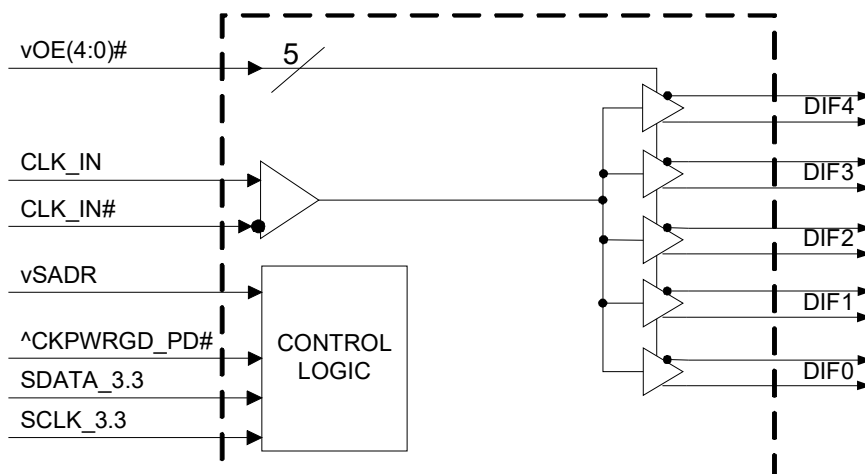 vOE(4:0)#
5
DIF4
CLK_IN
DIF3
CLK_IN#
DIF2
vSADR
DIF1
^CKPWRGD_PD#
CONTROL
LOGIC
DIF0
SDATA_3.3
SCLK_3.3